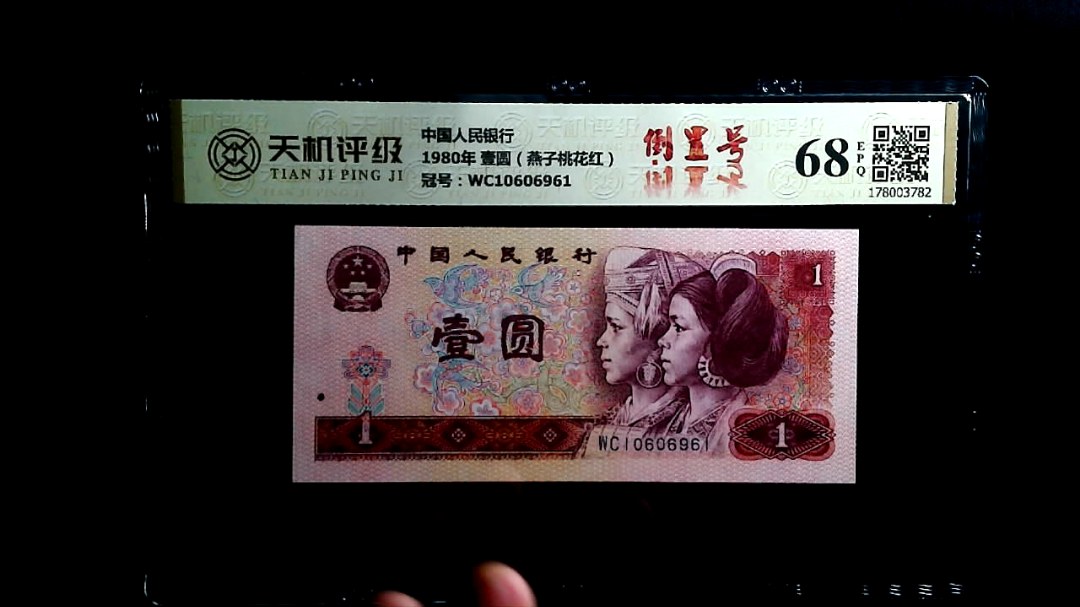 天机评级
TIAN JI PING JI
中国人民银行
1980年 壹圆（燕子桃花红）
冠号：WC10606961
倒置号
68
EPQ
178003782
中国人民银行
1
壹圆
1
WC10606961
1